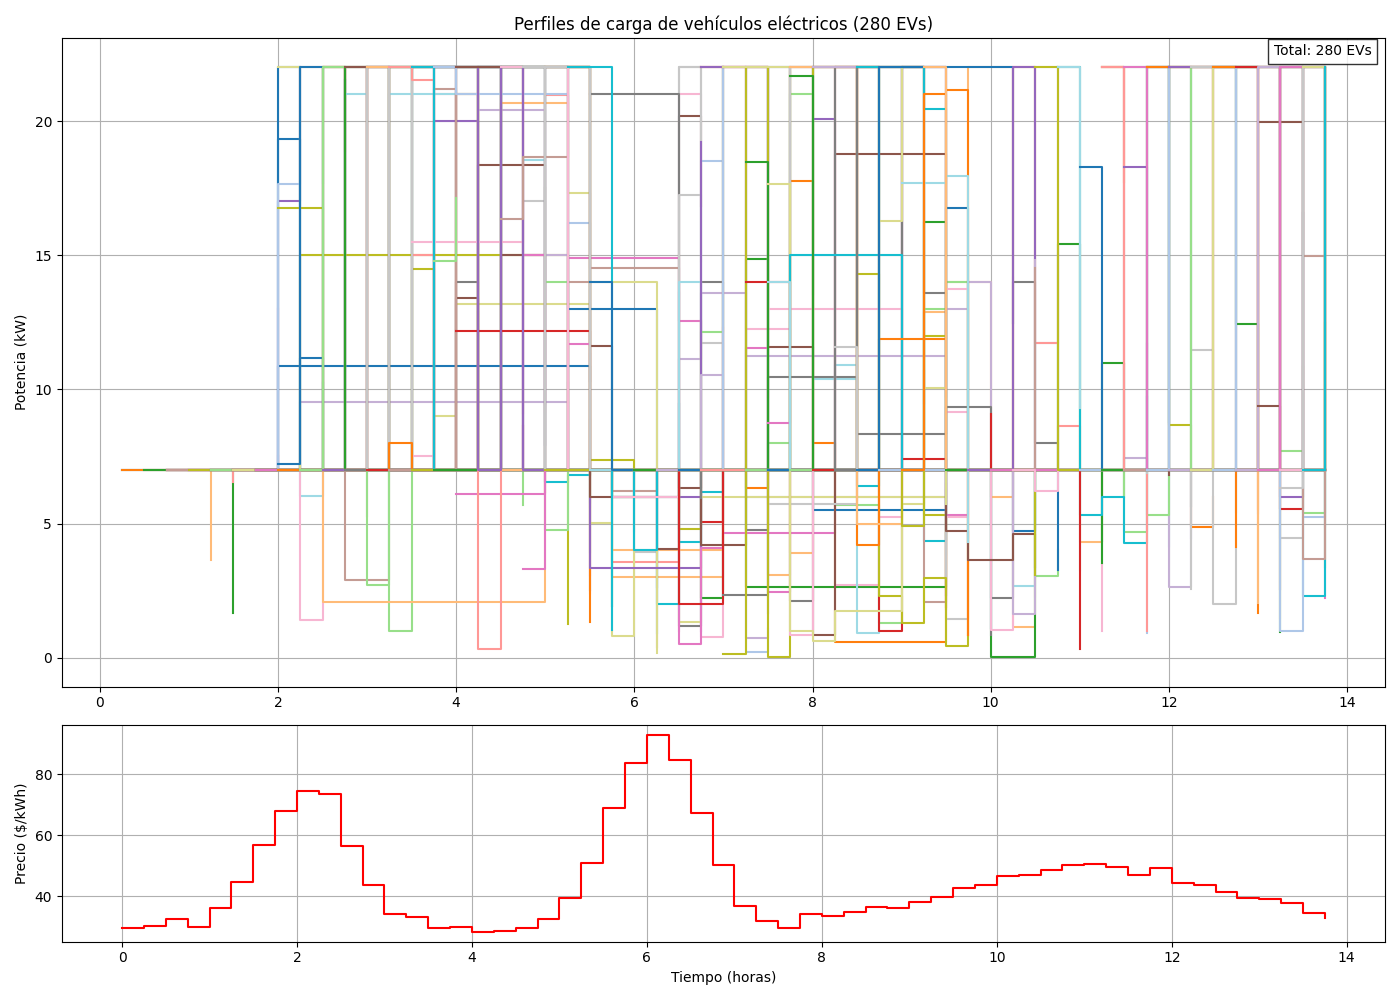 Perfiles de carga de vehículos eléctricos (280 EVs)
Total: 280 EVs
Potencia (kW)
20
15
10
5
0
0 2 4 6 8 10 12 14
Precio ($/kWh)
80
60
40
0 2 4 6 8 10 12 14
Tiempo (horas)